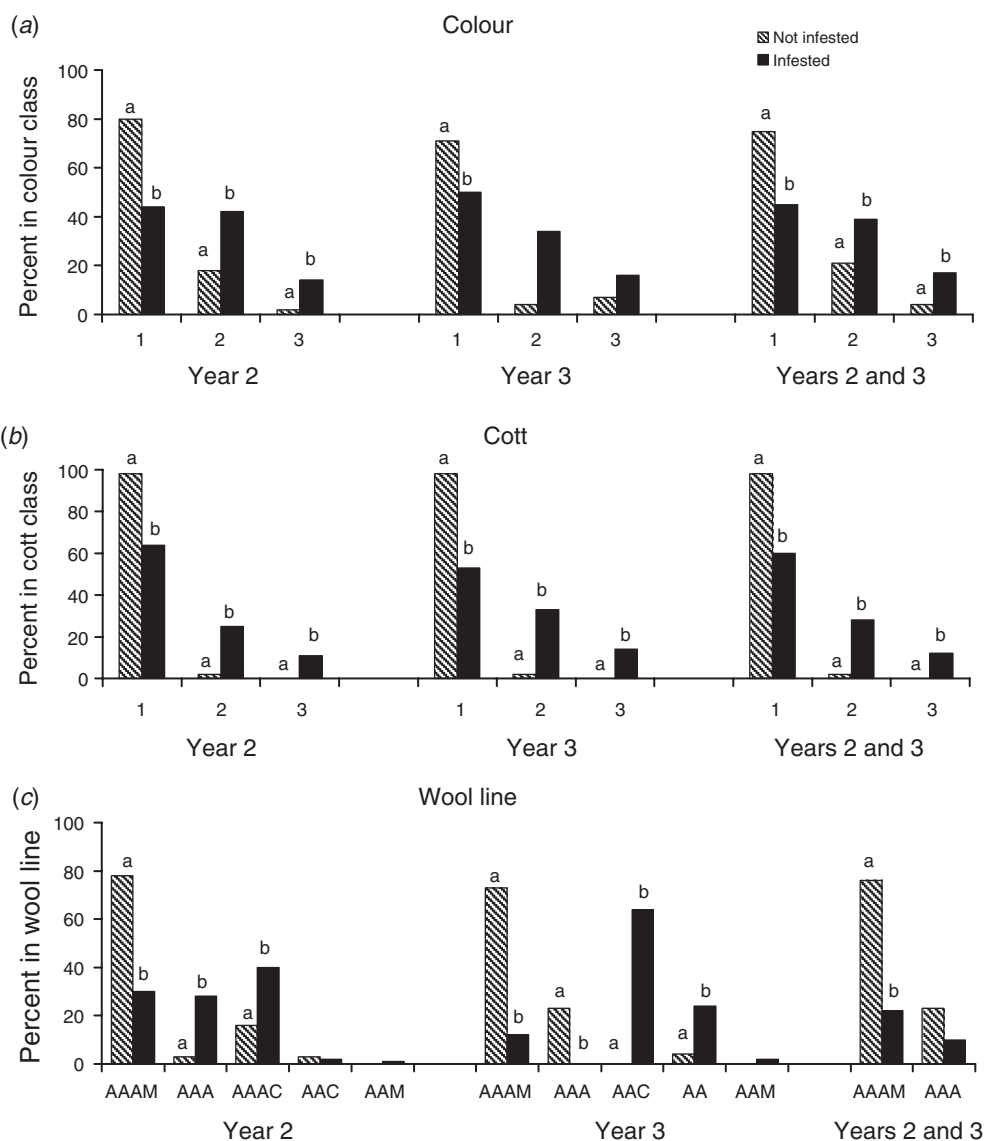 (a) Colour
Not infested
Infested
Percent in colour class
100
80
60
40
20
0
a
b
a
b
a
b
a
b
a
b
a
b
a
b
1 2 3 1 2 3 1 2 3
Year 2 Year 3 Years 2 and 3
(b) Cott
Percent in cott class
100
80
60
40
20
0
a
b
a
b
a
b
a
b
a
b
a
b
a
b
a
b
a
b
1 2 3 1 2 3 1 2 3
Year 2 Year 3 Years 2 and 3
(c) Wool line
Percent in wool line
100
80
60
40
20
0
a
b
a
b
a
b
a
b
a
b
a
b
a
b
a
b
AAAM AAA AAAC AAC AAM AAAM AAA AAC AA AAM AAAM AAA
Year 2 Year 3 Years 2 and 3